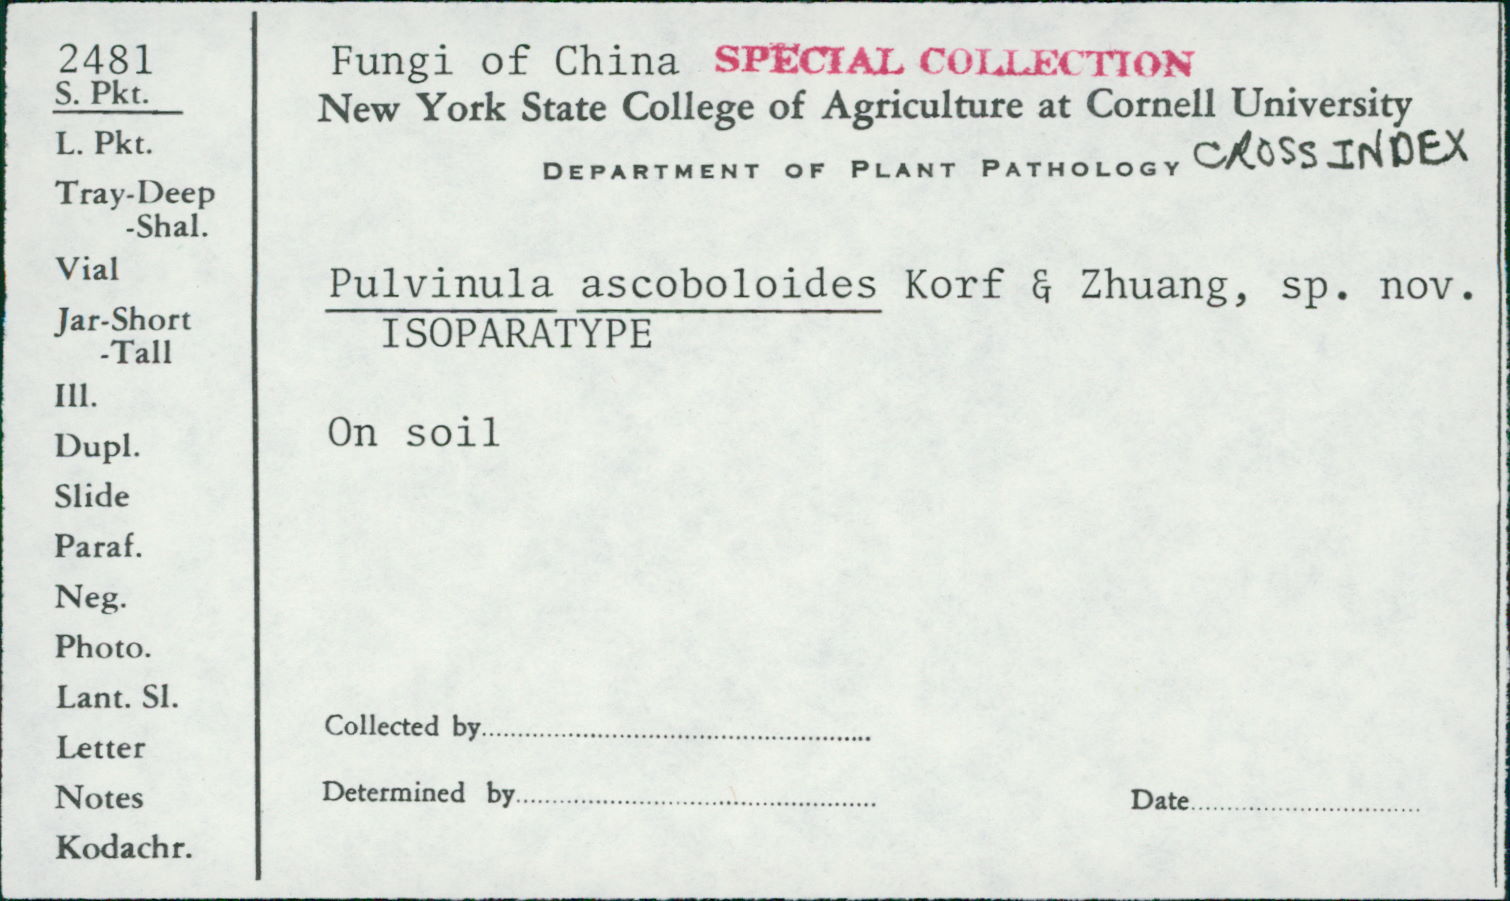 2481
S. Pkt.
L. Pkt.
Tray-Deep
-Shal.
Vial
Jar-Short
-Tall
Ill.
Dupl.
Slide
Paraf.
Neg.
Photo.
Lant. Sl.
Letter
Notes
Kodachr.
Fungi of China SPECIAL COLLECTION
New York State College of Agriculture at Cornell University
DEPARTMENT OF PLANT PATHOLOGY CROSS INDEX
Pulvinula ascoboloides Korf & Zhuang, sp. nov.
ISOPARATYPE
On soil
Collected by
Determined by
Date